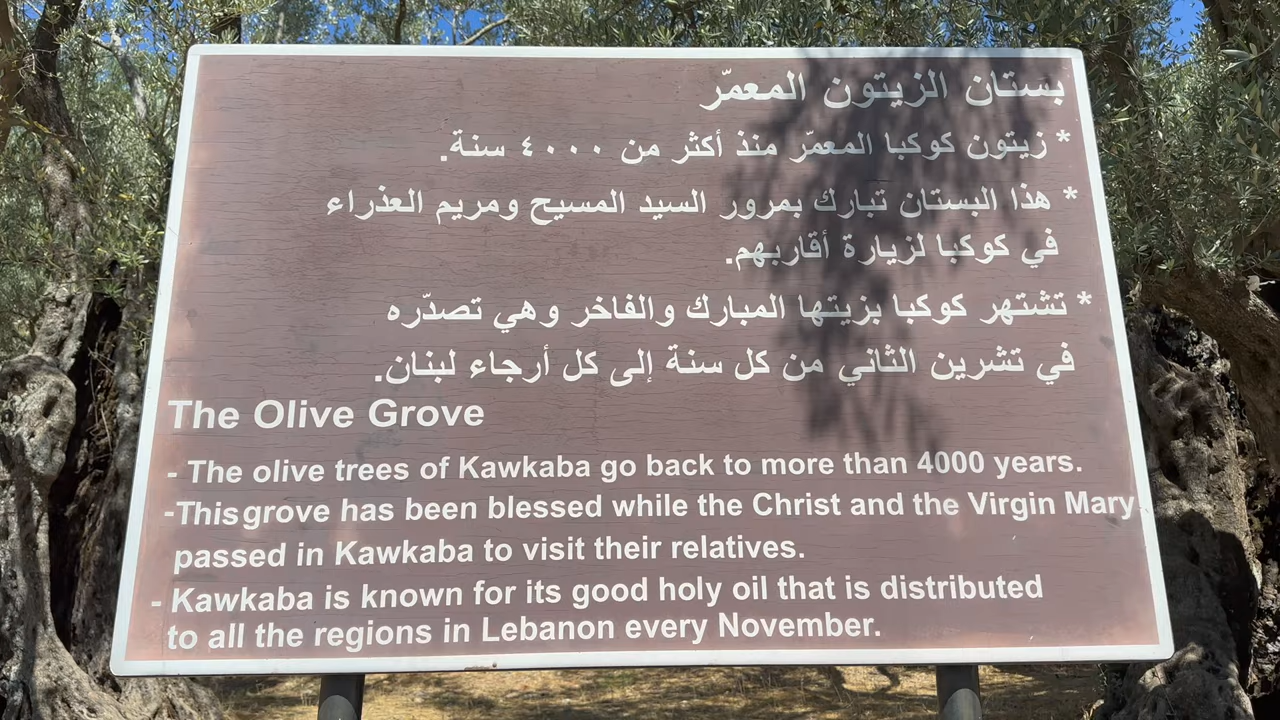 بستان الزيتون المعمّر
* زيتون كوكبا المعمّر منذ أكثر من ٤٠٠٠ سنة.
* هذا البستان تبارك بمرور السيد المسيح ومريم العذراء
في كوكبا لزيارة أقاربهم.
* تشتهر كوكبا بزيتها المبارك والفاخر وهي تصدّره
في تشرين الثاني من كل سنة إلى كل أرجاء لبنان.
The Olive Grove
- The olive trees of Kawkaba go back to more than 4000 years.
-This grove has been blessed while the Christ and the Virgin Mary
passed in Kawkaba to visit their relatives.
- Kawkaba is known for its good holy oil that is distributed
to all the regions in Lebanon every November.